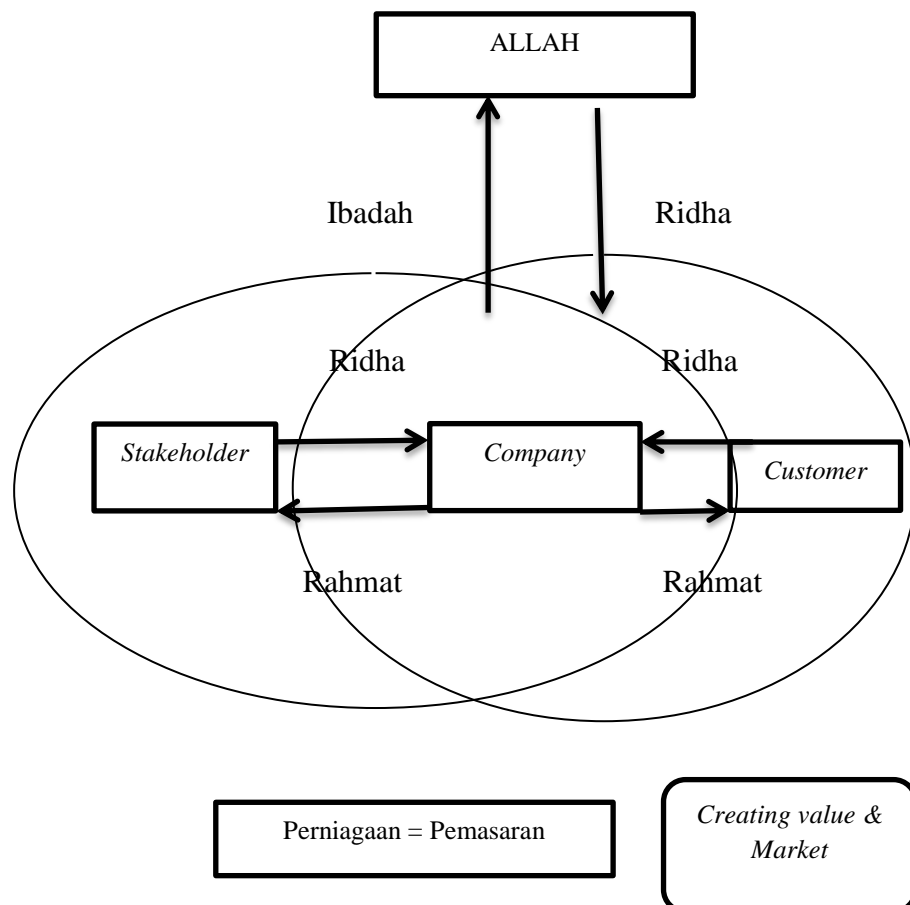 ALLAH
Ibadah
Ridha
Ridha
Ridha
Stakeholder
Company
Customer
Rahmat
Rahmat
Perniagaan = Pemasaran
Creating value &
Market